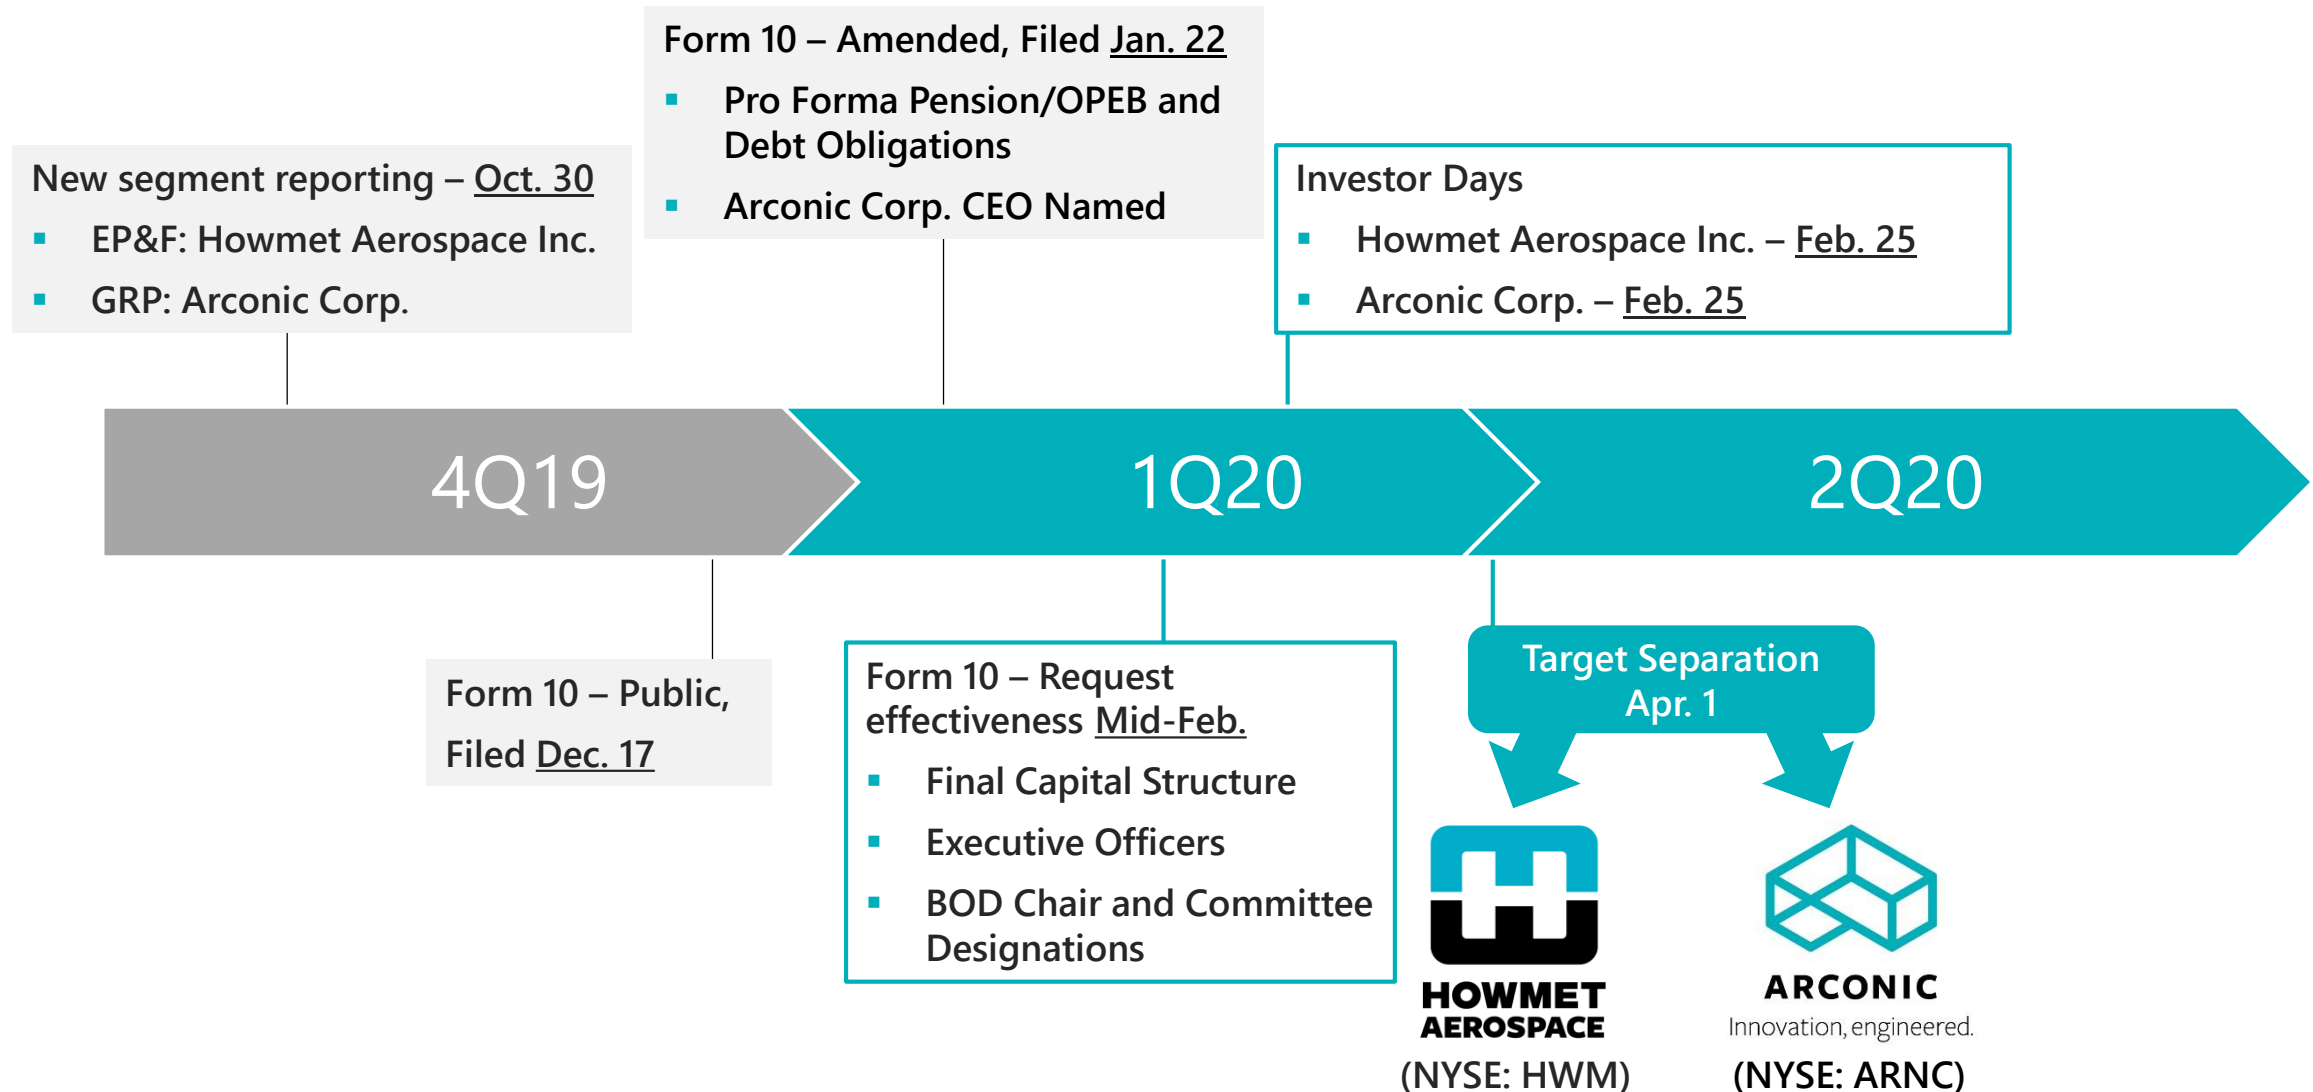 Form 10 – Amended, Filed Jan. 22
▪ Pro Forma Pension/OPEB and
Debt Obligations
▪ Arconic Corp. CEO Named
New segment reporting – Oct. 30
▪ EP&F: Howmet Aerospace Inc.
▪ GRP: Arconic Corp.
Investor Days
▪ Howmet Aerospace Inc. – Feb. 25
▪ Arconic Corp. – Feb. 25
4Q19
1Q20
2Q20
Form 10 – Public,
Filed Dec. 17
Form 10 – Request
effectiveness Mid-Feb.
▪ Final Capital Structure
▪ Executive Officers
▪ BOD Chair and Committee
Designations
Target Separation
Apr. 1
HOWMET
AEROSPACE
(NYSE: HWM)
ARCONIC
Innovation, engineered.
(NYSE: ARNC)